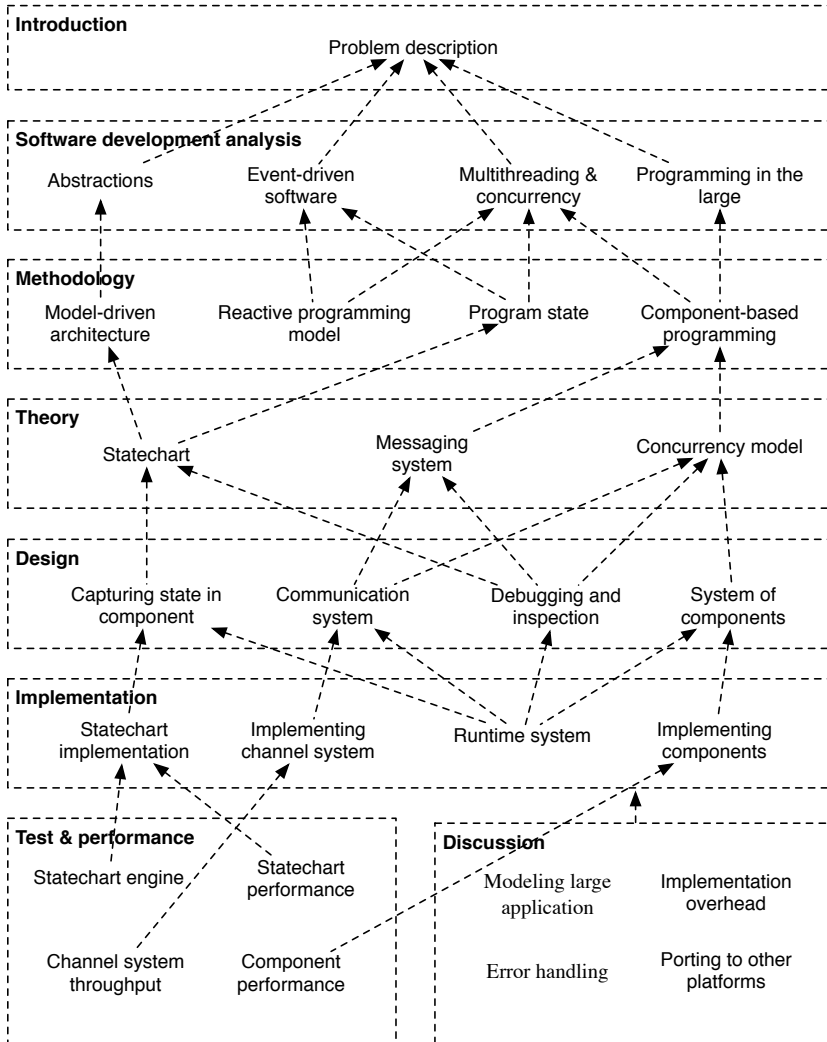 Introduction
Problem description
Software development analysis
Abstractions
Event-driven
software
Multithreading &
concurrency
Programming in the
large
Methodology
Model-driven
architecture
Reactive programming
model
Program state
Component-based
programming
Theory
Statechart
Messaging
system
Concurrency model
Design
Capturing state in
component
Communication
system
Debugging and
inspection
System of
components
Implementation
Statechart
implementation
Implementing
channel system
Runtime system
Implementing
components
Test & performance
Statechart engine
Statechart
performance
Channel system
throughput
Component
performance
Discussion
Modeling large
application
Implementation
overhead
Error handling
Porting to other
platforms